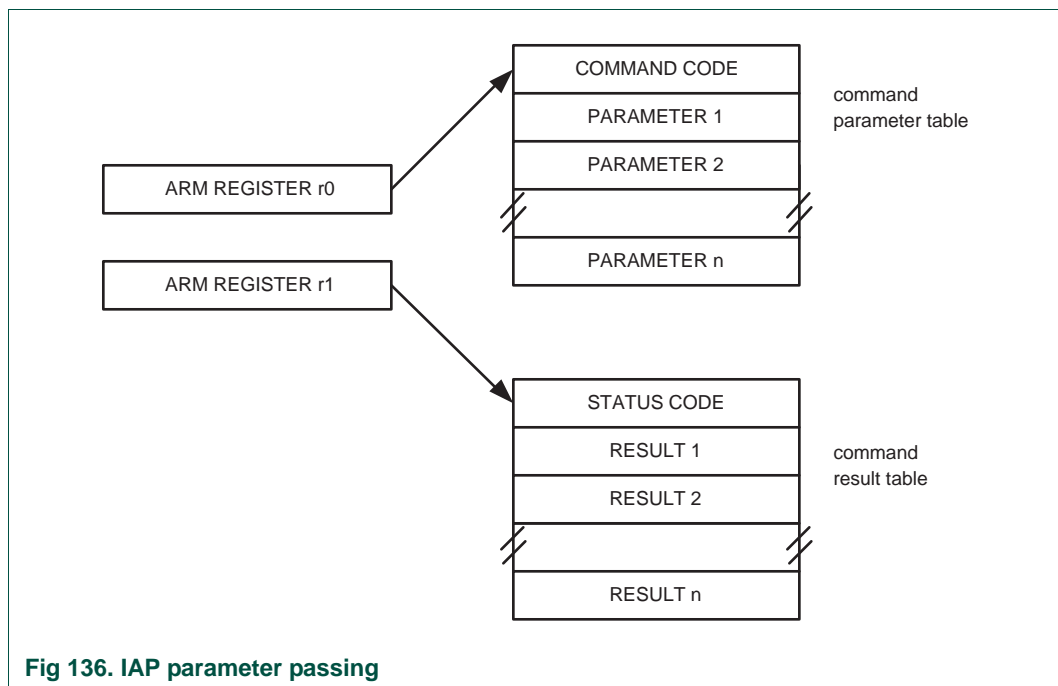 COMMAND CODE
PARAMETER 1
PARAMETER 2
PARAMETER n
command
parameter table
ARM REGISTER r0
ARM REGISTER r1
STATUS CODE
RESULT 1
RESULT 2
RESULT n
command
result table
Fig 136. IAP parameter passing